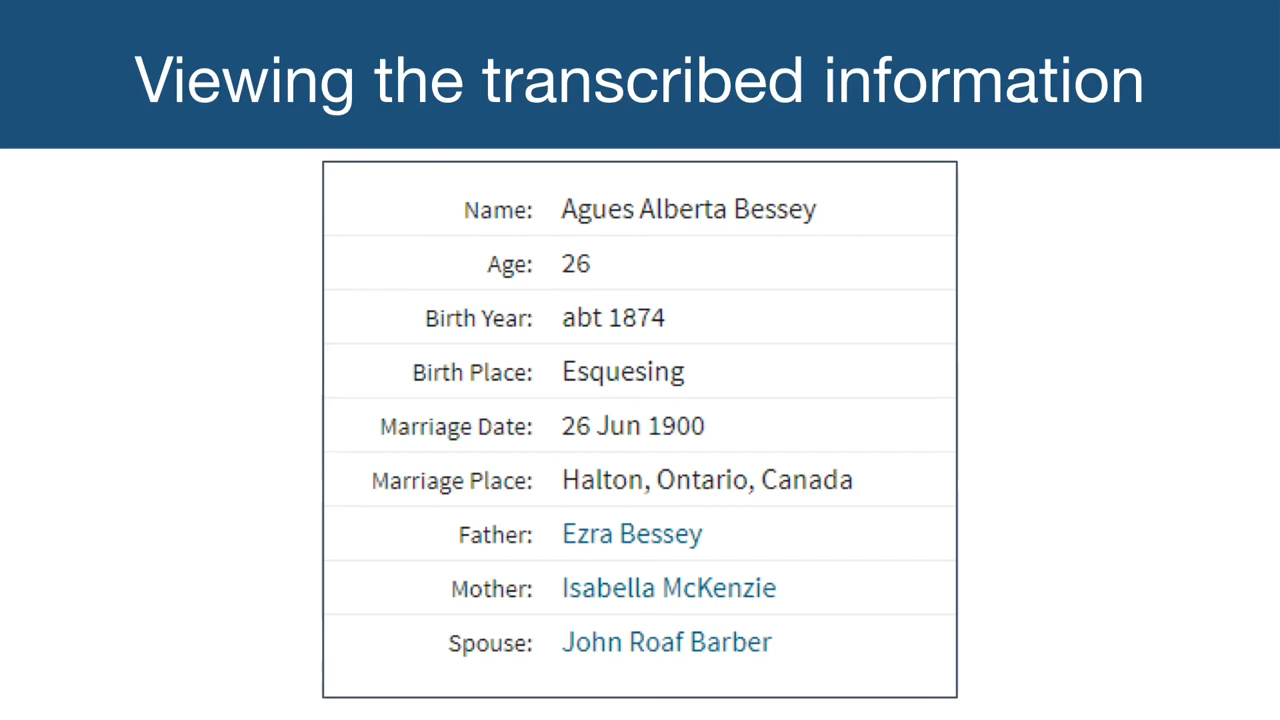 Viewing the transcribed information
Name: Agues Alberta Bessey
Age: 26
Birth Year: abt 1874
Birth Place: Esquesing
Marriage Date: 26 Jun 1900
Marriage Place: Halton, Ontario, Canada
Father: Ezra Bessey
Mother: Isabella McKenzie
Spouse: John Roaf Barber